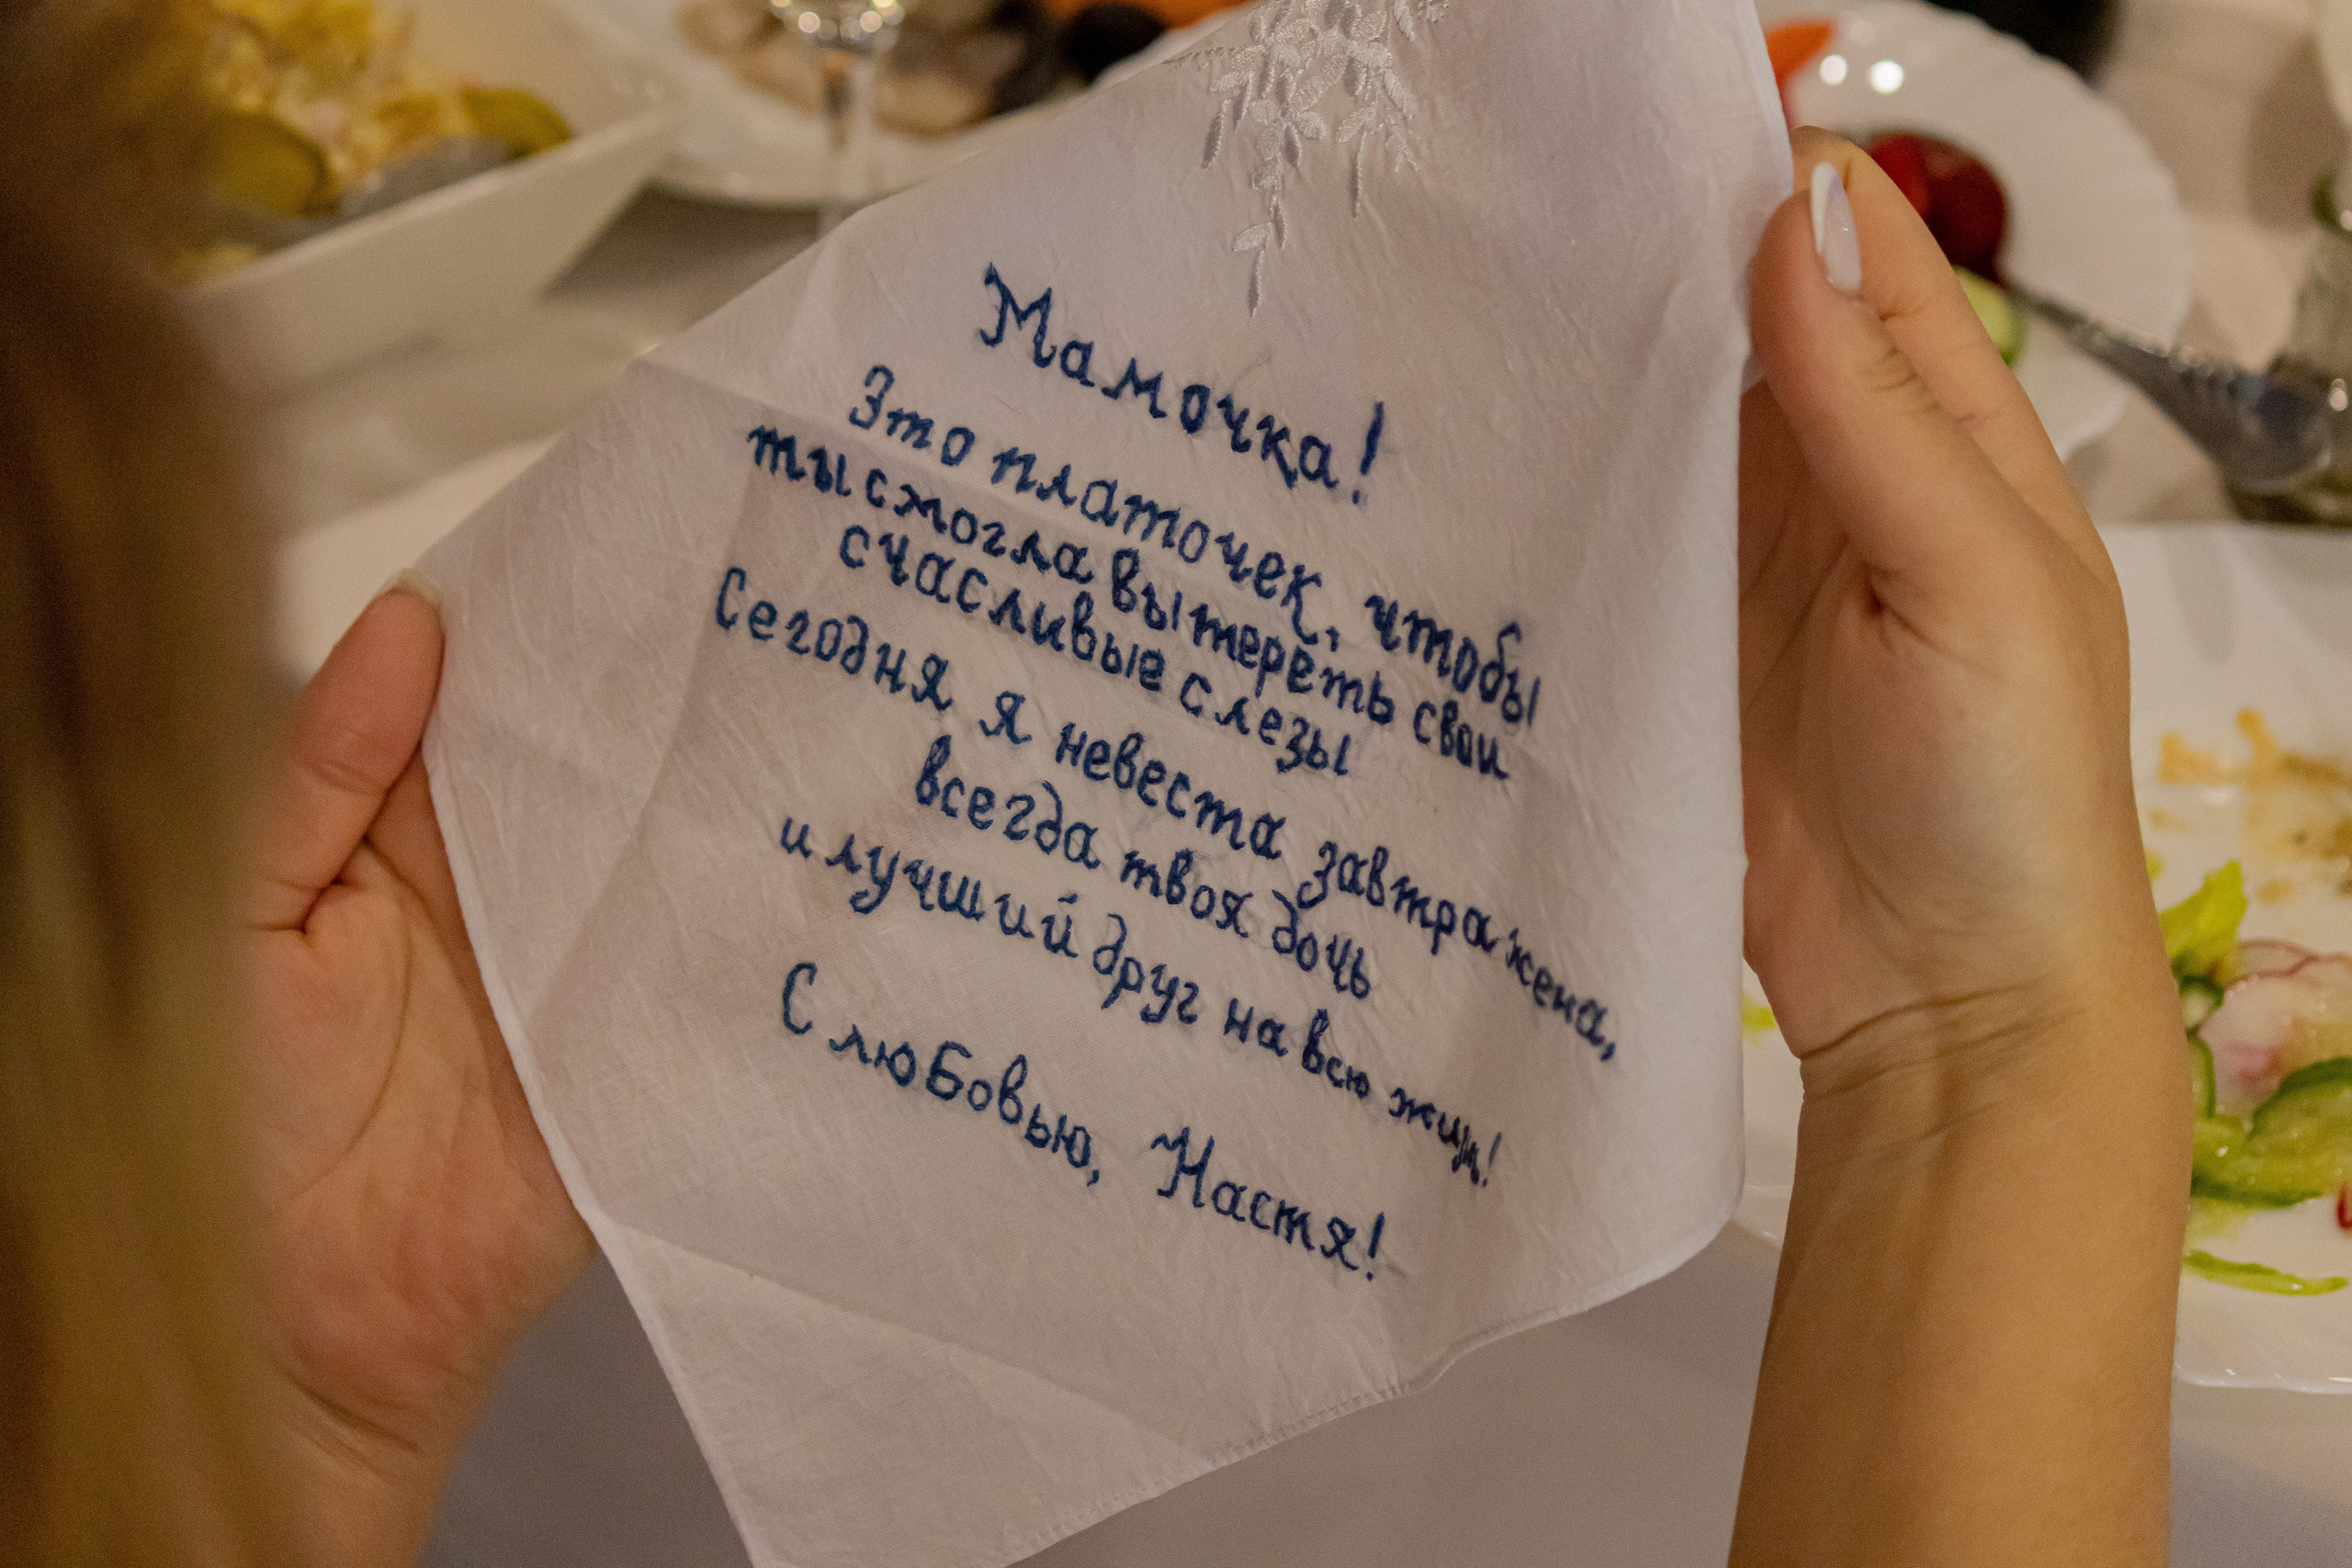 Мамочка!
Это платочек, чтобы
ты смогла вытереть свои
счасливые слезы
Сегодня я невеста завтра жена,
всегда твоя дочь
и лучший друг на всю жизнь!
С любовью, Настя!